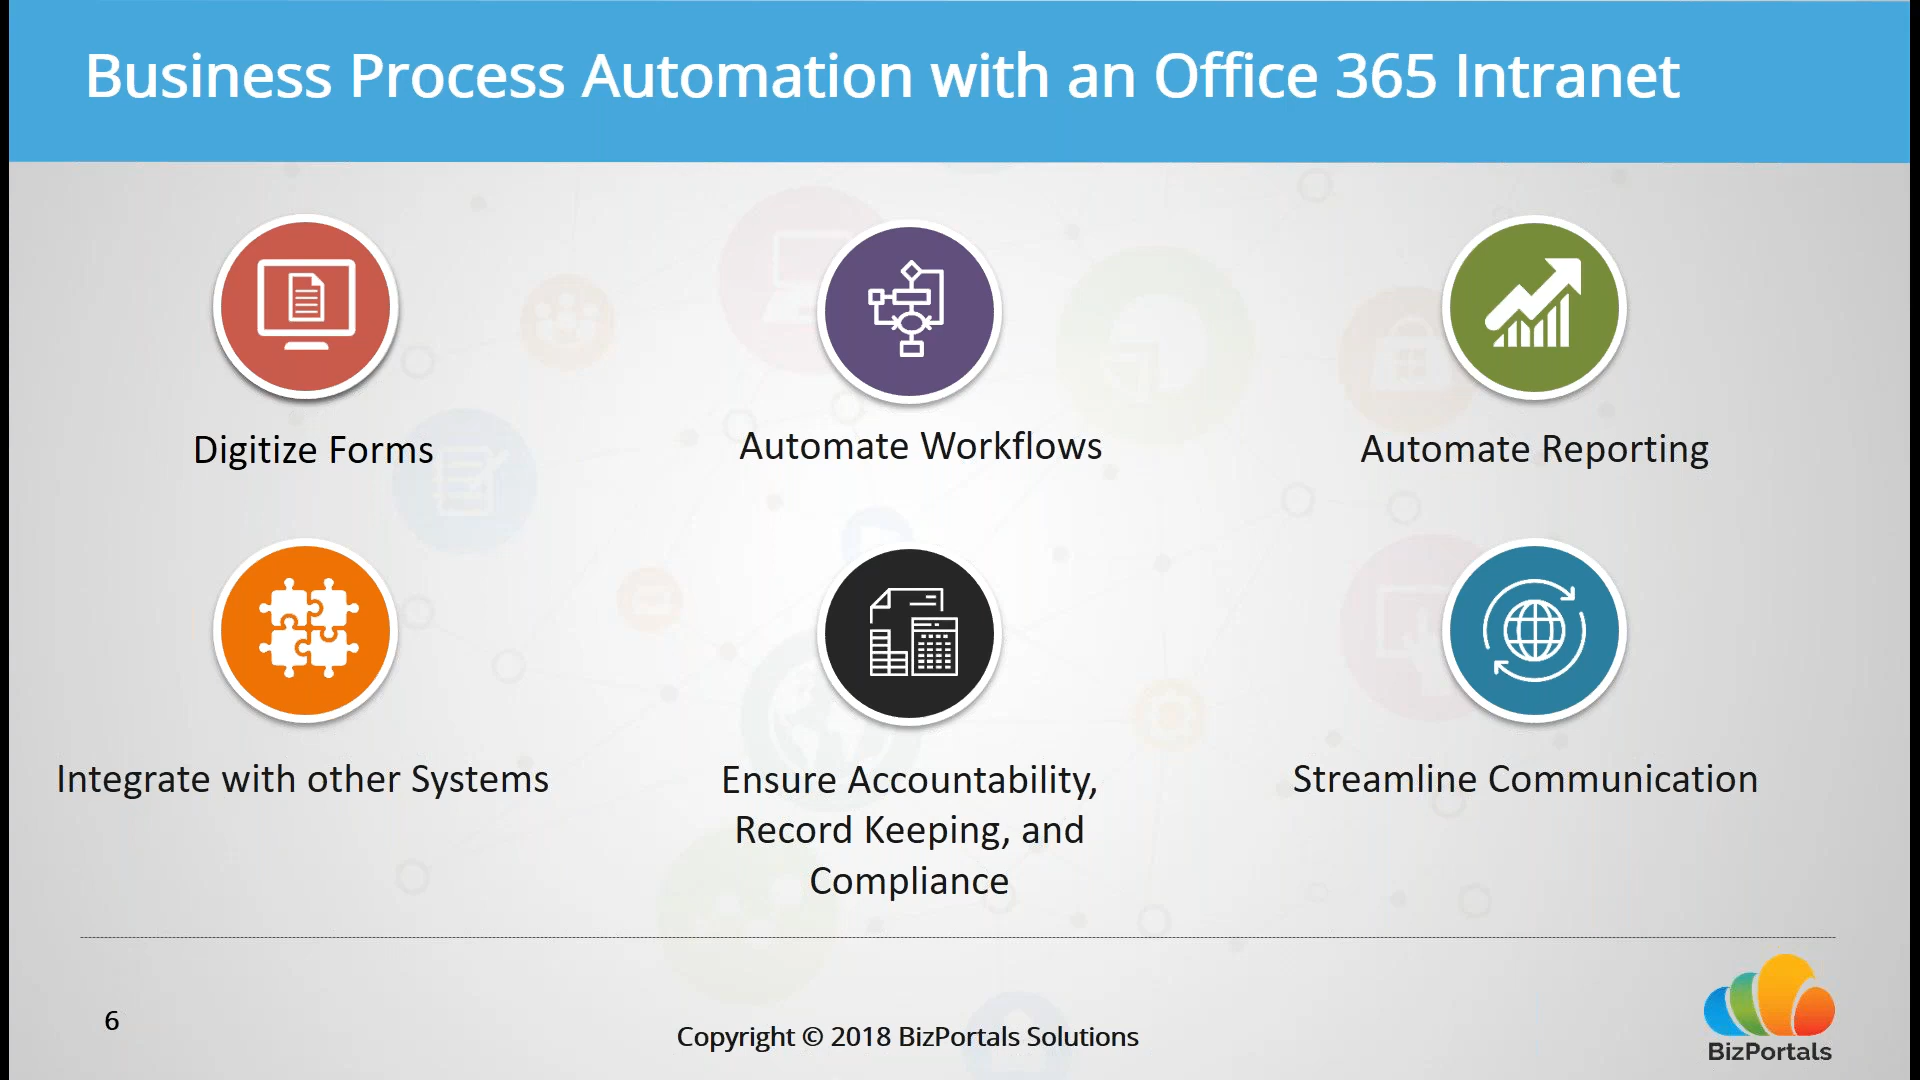 Business Process Automation with an Office 365 Intranet
Digitize Forms
Automate Workflows
Automate Reporting
Integrate with other Systems
Ensure Accountability,
Record Keeping, and
Compliance
Streamline Communication
6
Copyright © 2018 BizPortals Solutions
BizPortals